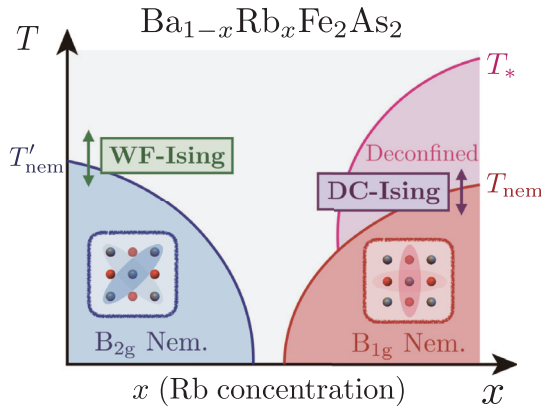 Ba₁₋ₓRbₓFe₂As₂
T
T*
T′nem
WF-Ising
Deconfined
DC-Ising
Tnem
B₂g Nem.
B₁g Nem.
x (Rb concentration)
x